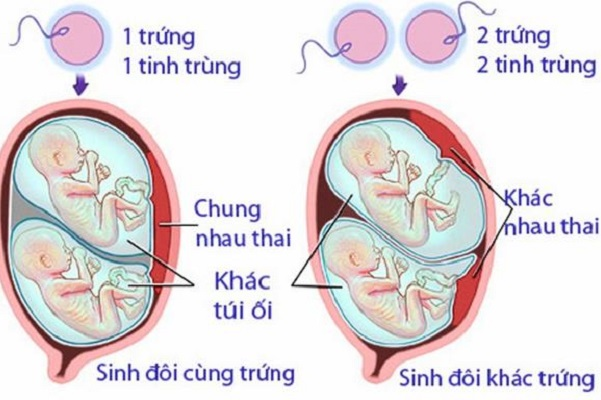 1 trứng
1 tinh trùng
2 trứng
2 tinh trùng
Chung
nhau thai
Khác
túi ối
Khác
nhau thai
Sinh đôi cùng trứng
Sinh đôi khác trứng